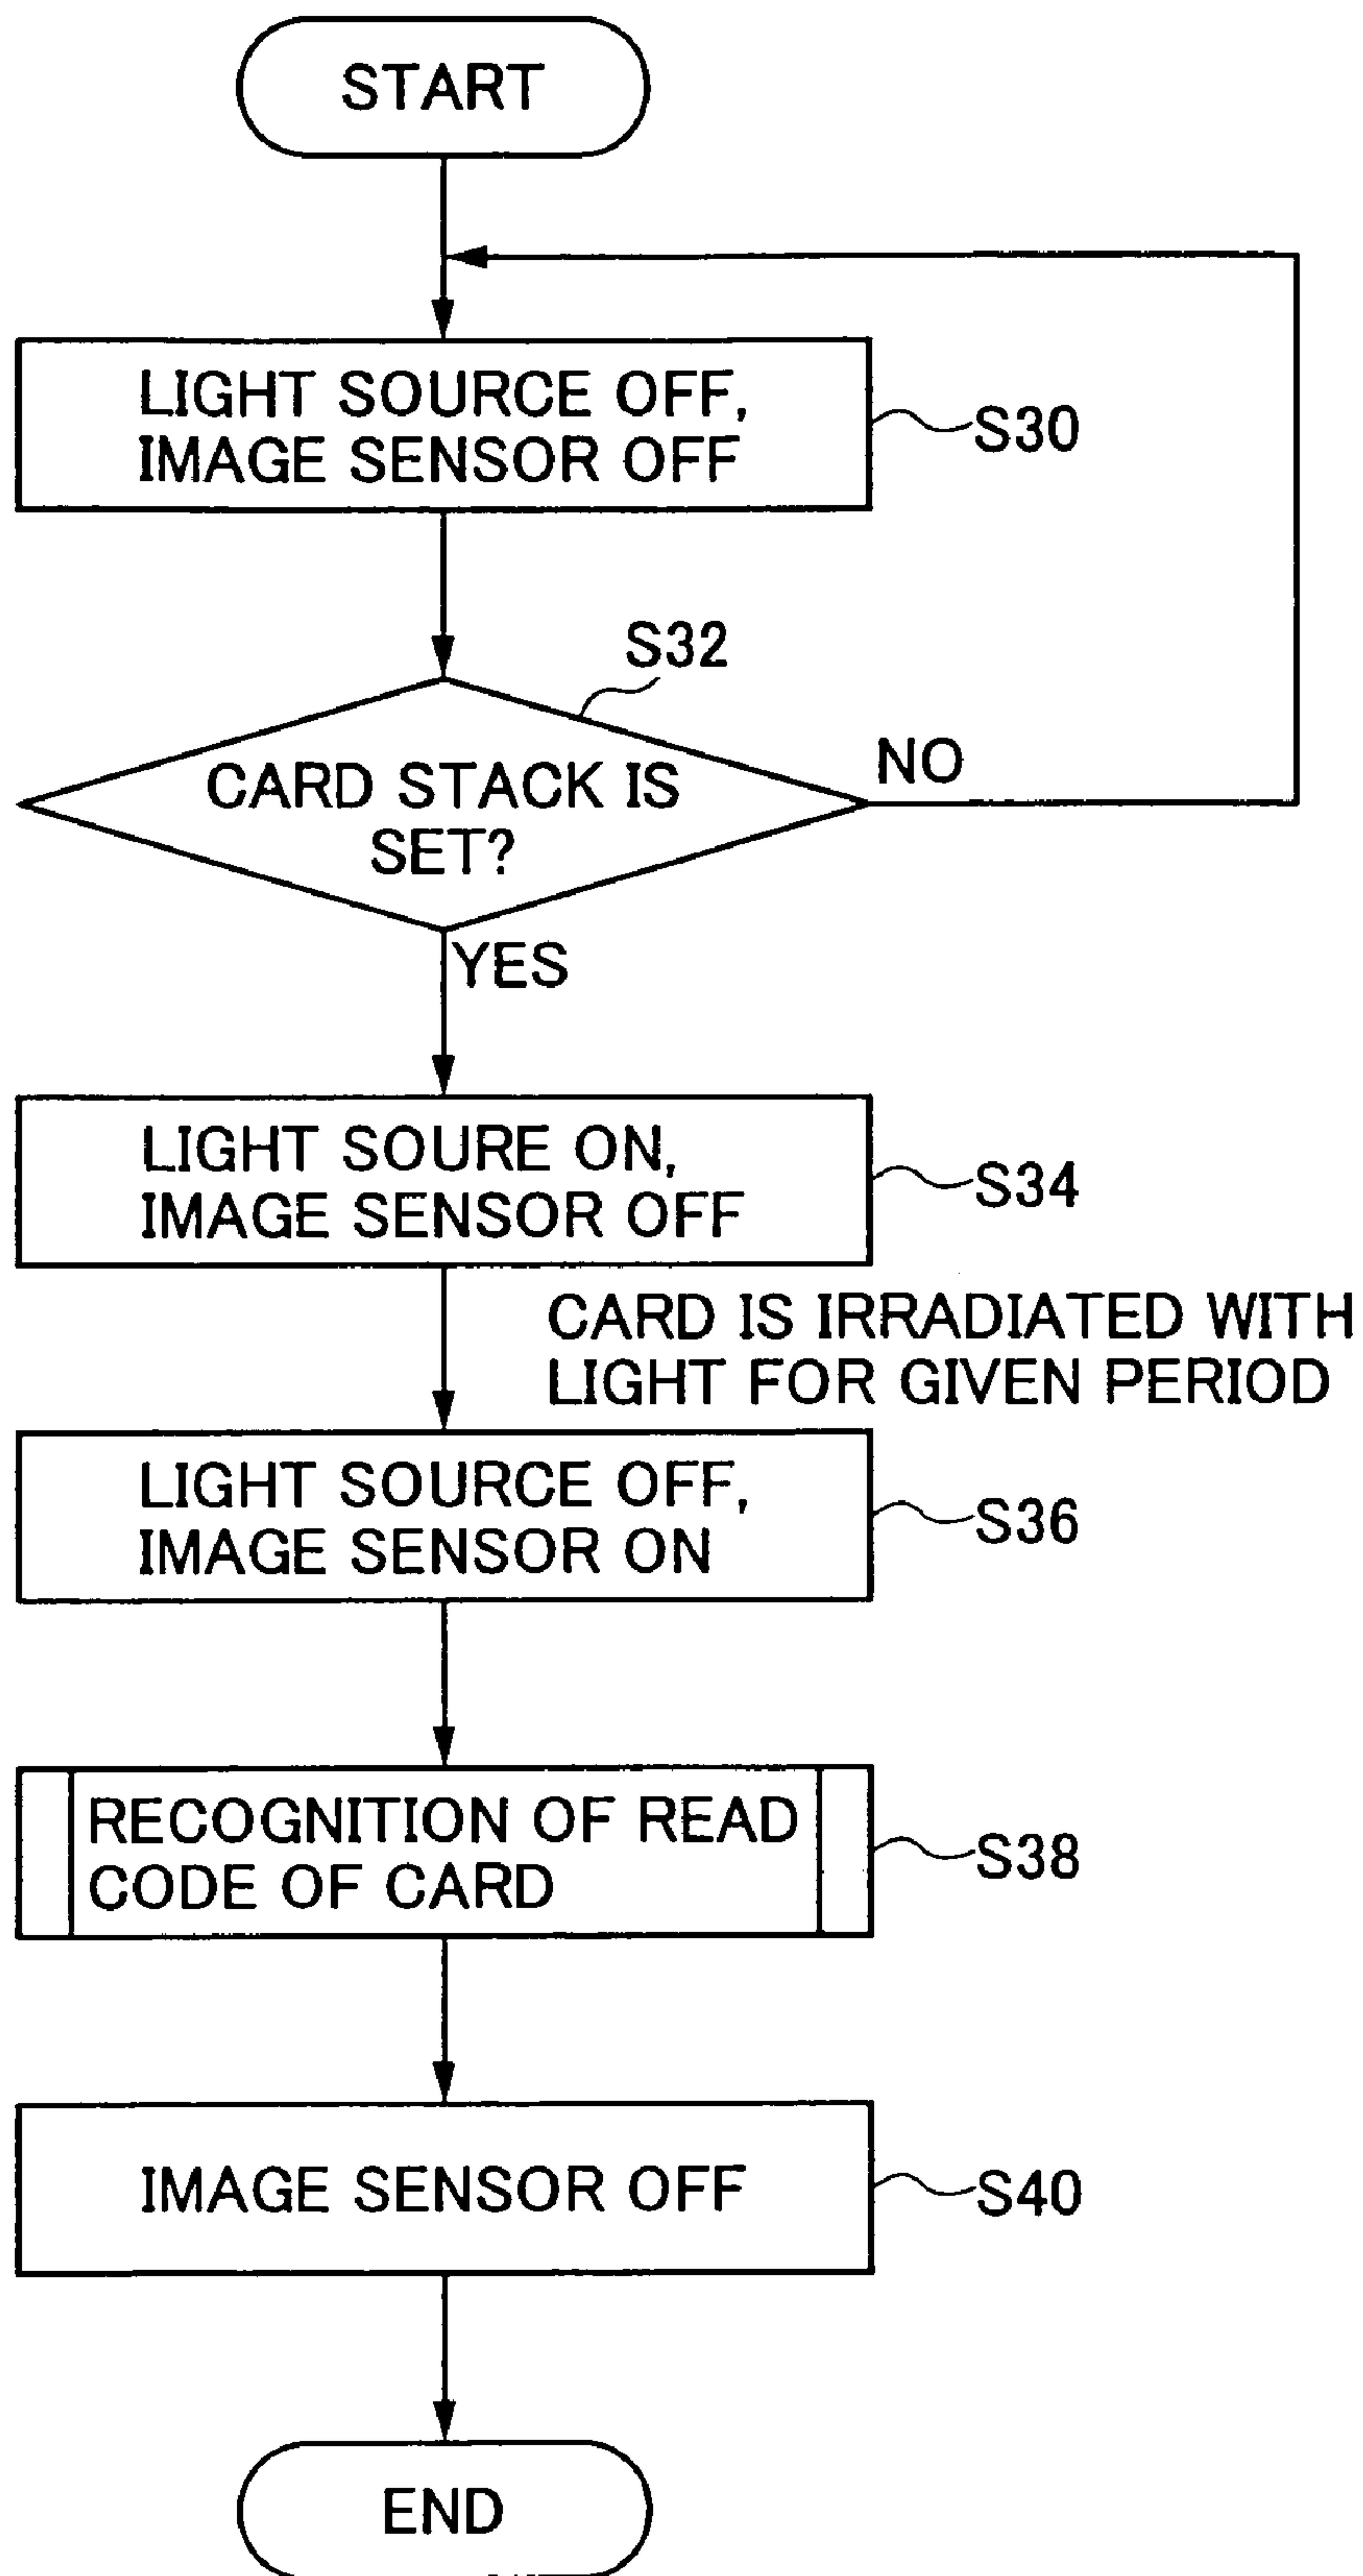 START
LIGHT SOURCE OFF,
IMAGE SENSOR OFF
S30
S32
CARD STACK IS
SET?
NO
YES
LIGHT SOURE ON,
IMAGE SENSOR OFF
S34
CARD IS IRRADIATED WITH
LIGHT FOR GIVEN PERIOD
LIGHT SOURCE OFF,
IMAGE SENSOR ON
S36
RECOGNITION OF READ
CODE OF CARD
S38
IMAGE SENSOR OFF
S40
END